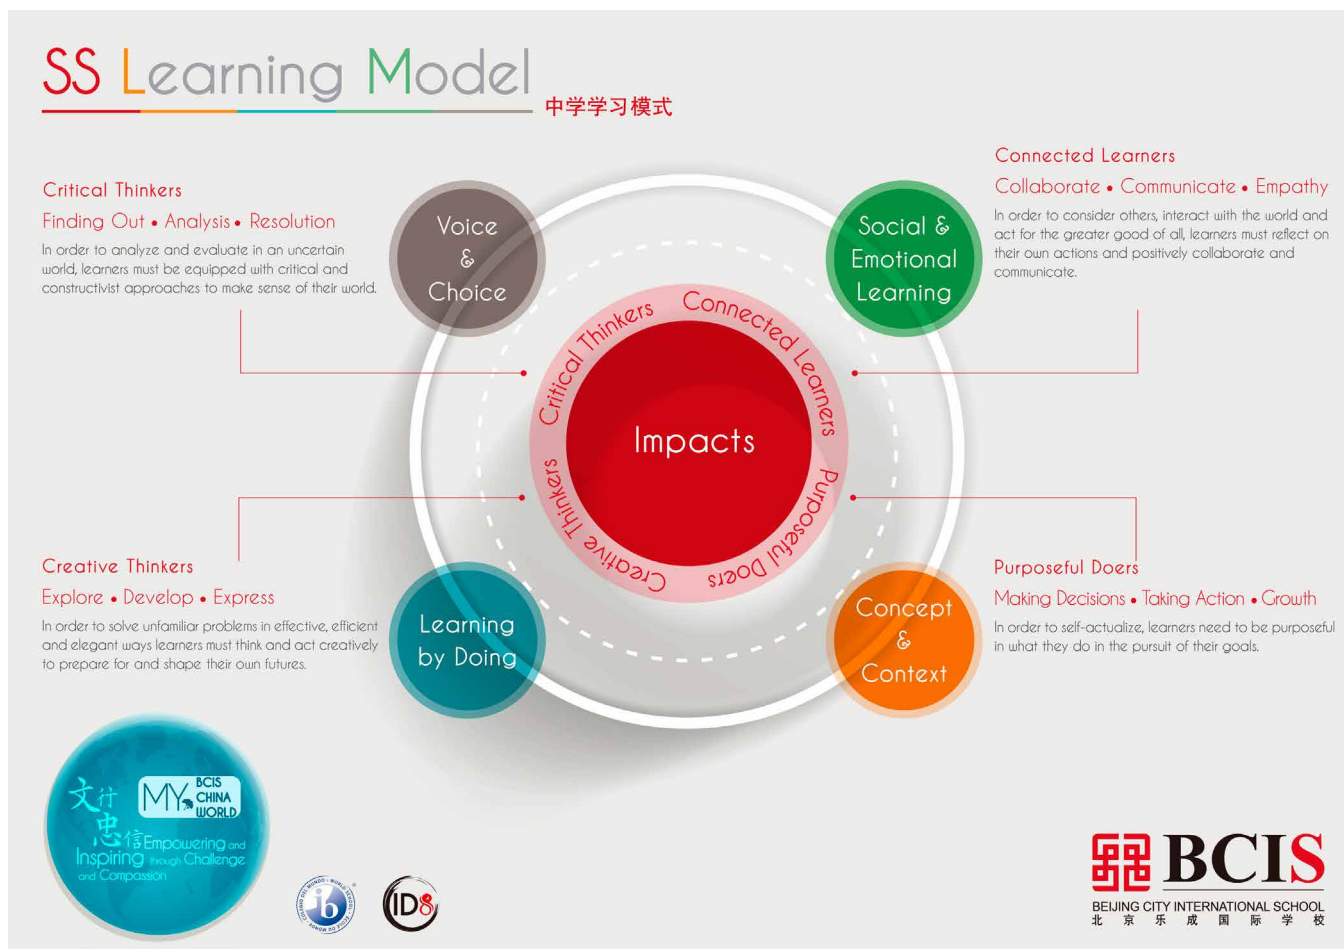 SS Learning Model
中学学习模式
Critical Thinkers
Finding Out • Analysis • Resolution
In order to analyze and evaluate in an uncertain
world, learners must be equipped with critical and
constructivist approaches to make sense of their world.
Connected Learners
Collaborate • Communicate • Empathy
In order to consider others, interact with the world and
act for the greater good of all, learners must reflect on
their own actions and positively collaborate and
communicate.
Voice
&
Choice
Social &
Emotional
Learning
Critical Thinkers
Connected Learners
Impacts
Creative Thinkers
Purposeful Doers
Learning
by Doing
Concept
&
Context
Creative Thinkers
Explore • Develop • Express
In order to solve unfamiliar problems in effective, efficient
and elegant ways learners must think and act creatively
to prepare for and shape their own futures.
Purposeful Doers
Making Decisions • Taking Action • Growth
In order to self-actualize, learners need to be purposeful
in what they do in the pursuit of their goals.
文行
忠信
MY
BCIS
CHINA
WORLD
Empowering and
Inspiring through Challenge
and Compassion
ib
ID8
BCIS
BEIJING CITY INTERNATIONAL SCHOOL
北京乐成国际学校